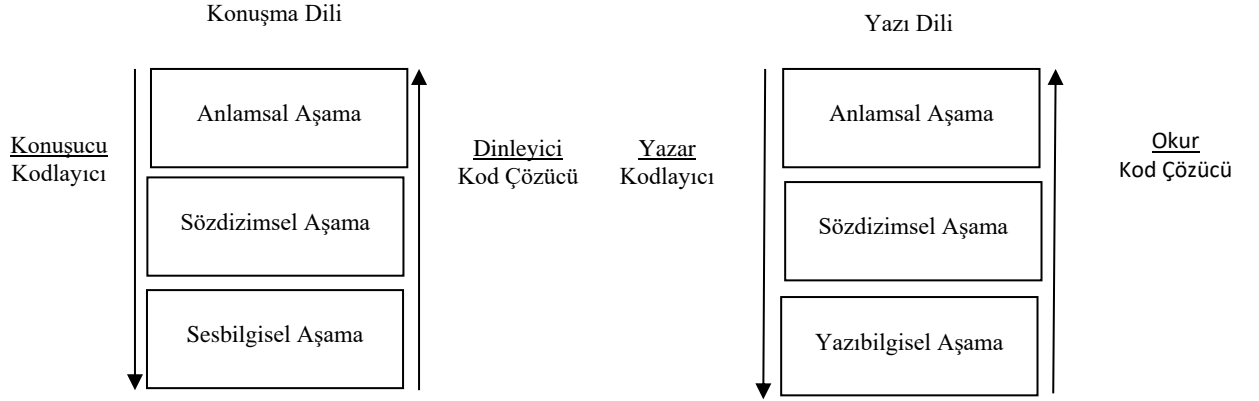 Konuşma Dili
Konuşucu
Kodlayıcı
Anlamsal Aşama
Sözdizimsel Aşama
Sesbilgisel Aşama
Dinleyici
Kod Çözücü
Yazı Dili
Yazar
Kodlayıcı
Anlamsal Aşama
Sözdizimsel Aşama
Yazıbilgisel Aşama
Okur
Kod Çözücü